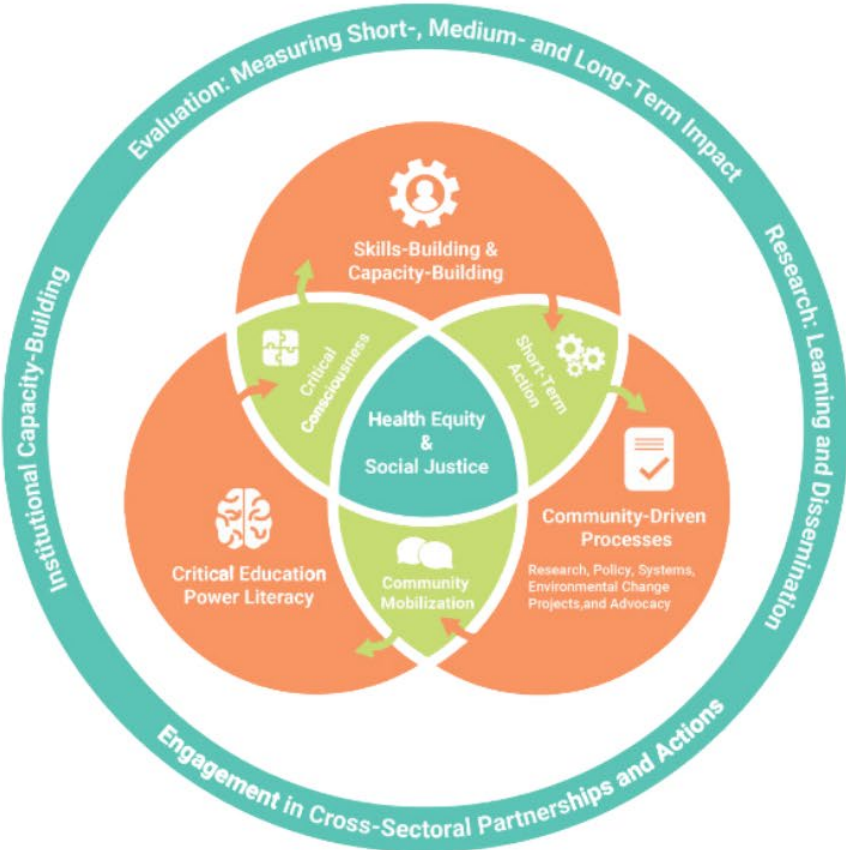 Evaluation: Measuring Short-, Medium- and Long-Term Impact
Research: Learning and Dissemination
Institutional Capacity-Building
Engagement in Cross-Sectoral Partnerships and Actions
Skills-Building &
Capacity-Building
Critical
Consciousness
Short-Term
Action
Health Equity
&
Social Justice
Critical Education
Power Literacy
Community
Mobilization
Community-Driven
Processes
Research, Policy, Systems,
Environmental Change
Projects,and Advocacy